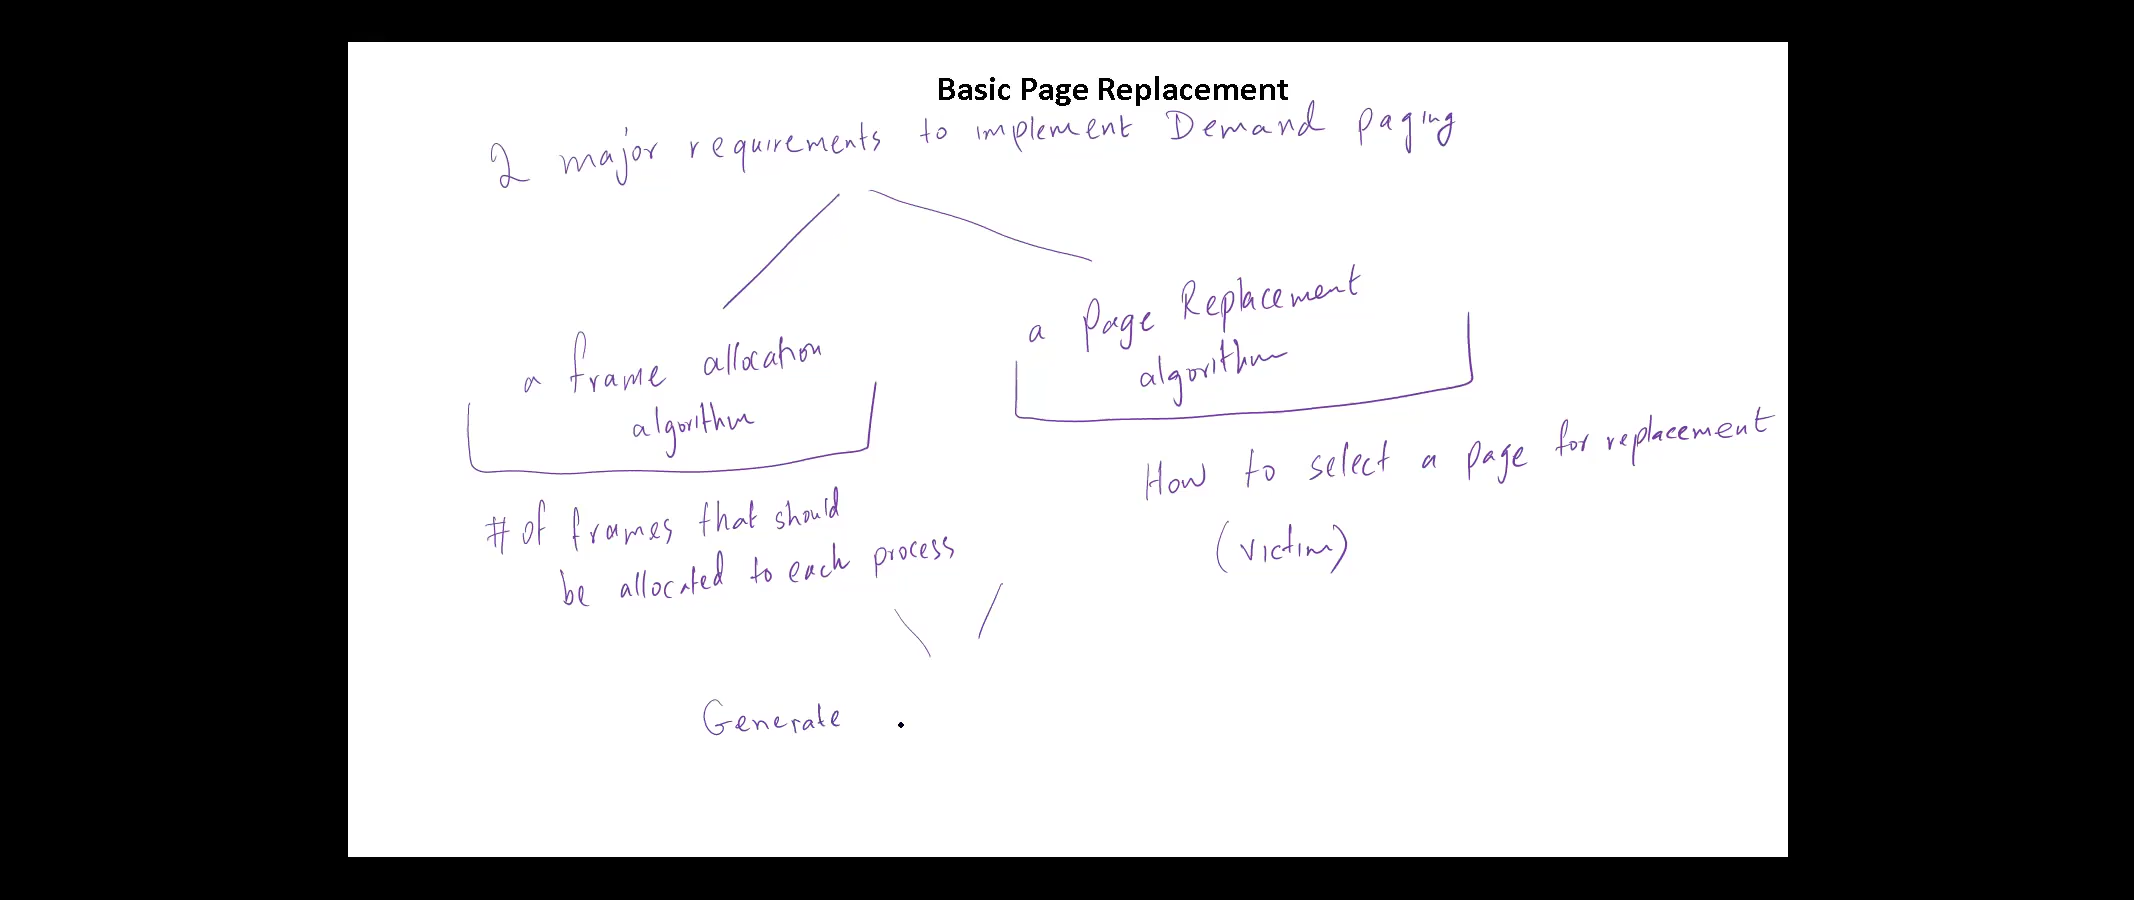 Basic Page Replacement
2 major requirements to implement Demand paging
a frame allocation
algorithm
a Page Replacement
algorithm
# of frames that should
be allocated to each process
How to select a page for replacement
(victim)
Generate